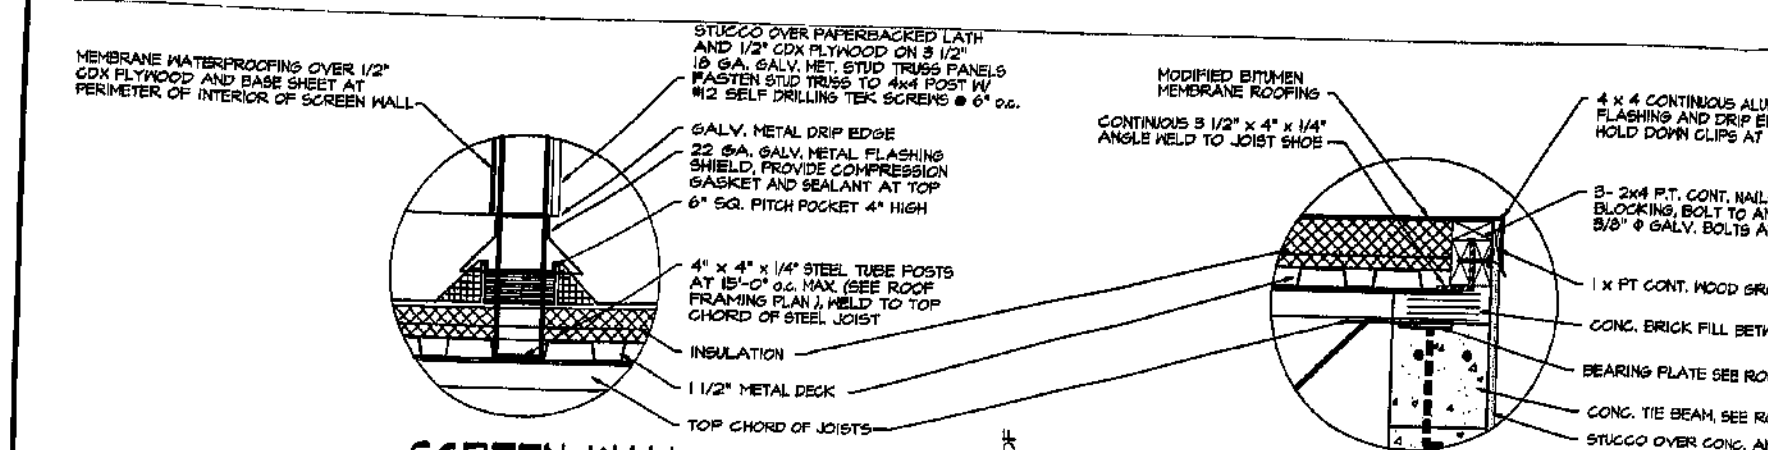 MEMBRANE WATERPROOFING OVER 1/2"
CDX PLYWOOD AND BASE SHEET AT
PERIMETER OF INTERIOR OF SCREEN WALL
STUCCO OVER PAPERBACKED LATH
AND 1/2" CDX PLYWOOD ON 3 1/2"
18 GA. GALV. MET. STUD TRUSS PANELS
FASTEN STUD TRUSS TO 4x4 POST W/
#12 SELF DRILLING TEK SCREWS @ 6" o.c.
GALV. METAL DRIP EDGE
22 GA. GALV. METAL FLASHING
SHIELD, PROVIDE COMPRESSION
GASKET AND SEALANT AT TOP
6" SQ. PITCH POCKET 4" HIGH
4" x 4" x 1/4" STEEL TUBE POSTS
AT 15'-0" o.c. MAX. (SEE ROOF
FRAMING PLAN), WELD TO TOP
CHORD OF STEEL JOIST
INSULATION
1 1/2" METAL DECK
TOP CHORD OF JOISTS
MODIFIED BITUMEN
MEMBRANE ROOFING
CONTINUOUS 3 1/2" x 4" x 1/4"
ANGLE WELD TO JOIST SHOE
4 x 4 CONTINUOUS ALU
FLASHING AND DRIP E
HOLD DOWN CLIPS AT
3- 2x4 P.T. CONT. NAIL
BLOCKING, BOLT TO AN
3/8" Φ GALV. BOLTS A
1 x PT CONT. WOOD GR
CONC. BRICK FILL BET
BEARING PLATE SEE RO
CONC. TIE BEAM, SEE R
STUCCO OVER CONC. A
SCREEN WALL